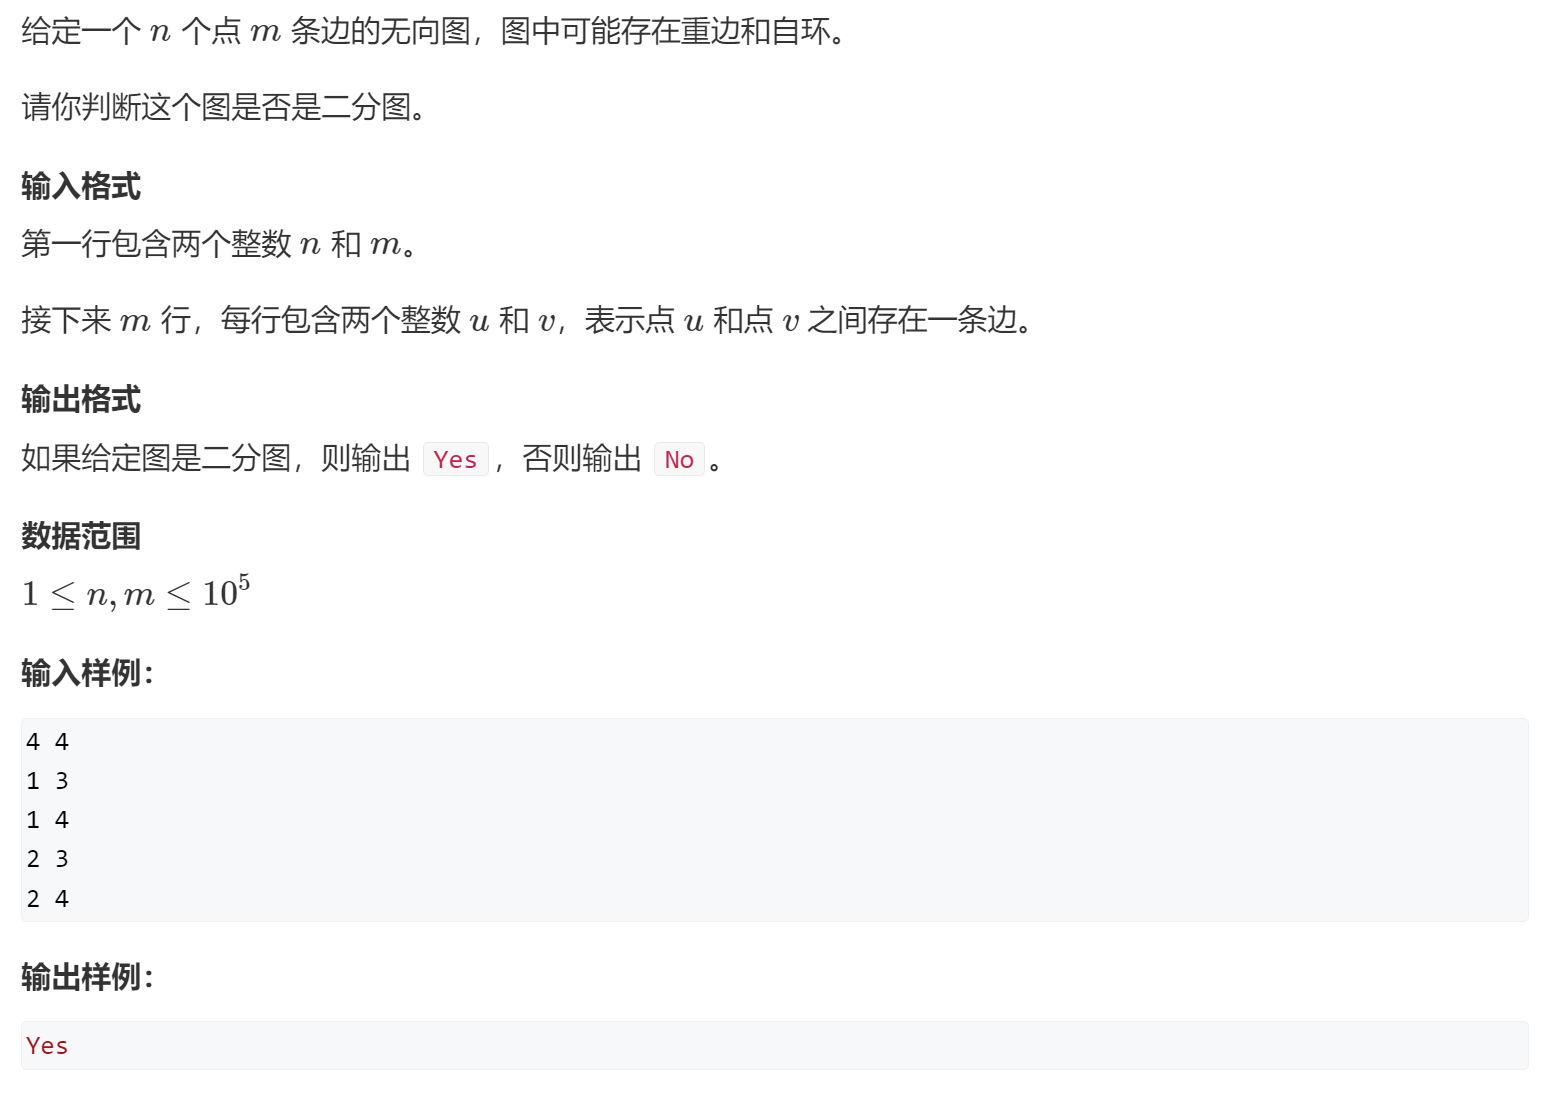 给定一个 n 个点 m 条边的无向图，图中可能存在重边和自环。
请你判断这个图是否是二分图。
输入格式
第一行包含两个整数 n 和 m。
接下来 m 行，每行包含两个整数 u 和 v，表示点 u 和点 v 之间存在一条边。
输出格式
如果给定图是二分图，则输出 Yes ，否则输出 No 。
数据范围
1 ≤ n, m ≤ 10⁵
输入样例：
4 4
1 3
1 4
2 3
2 4
输出样例：
Yes